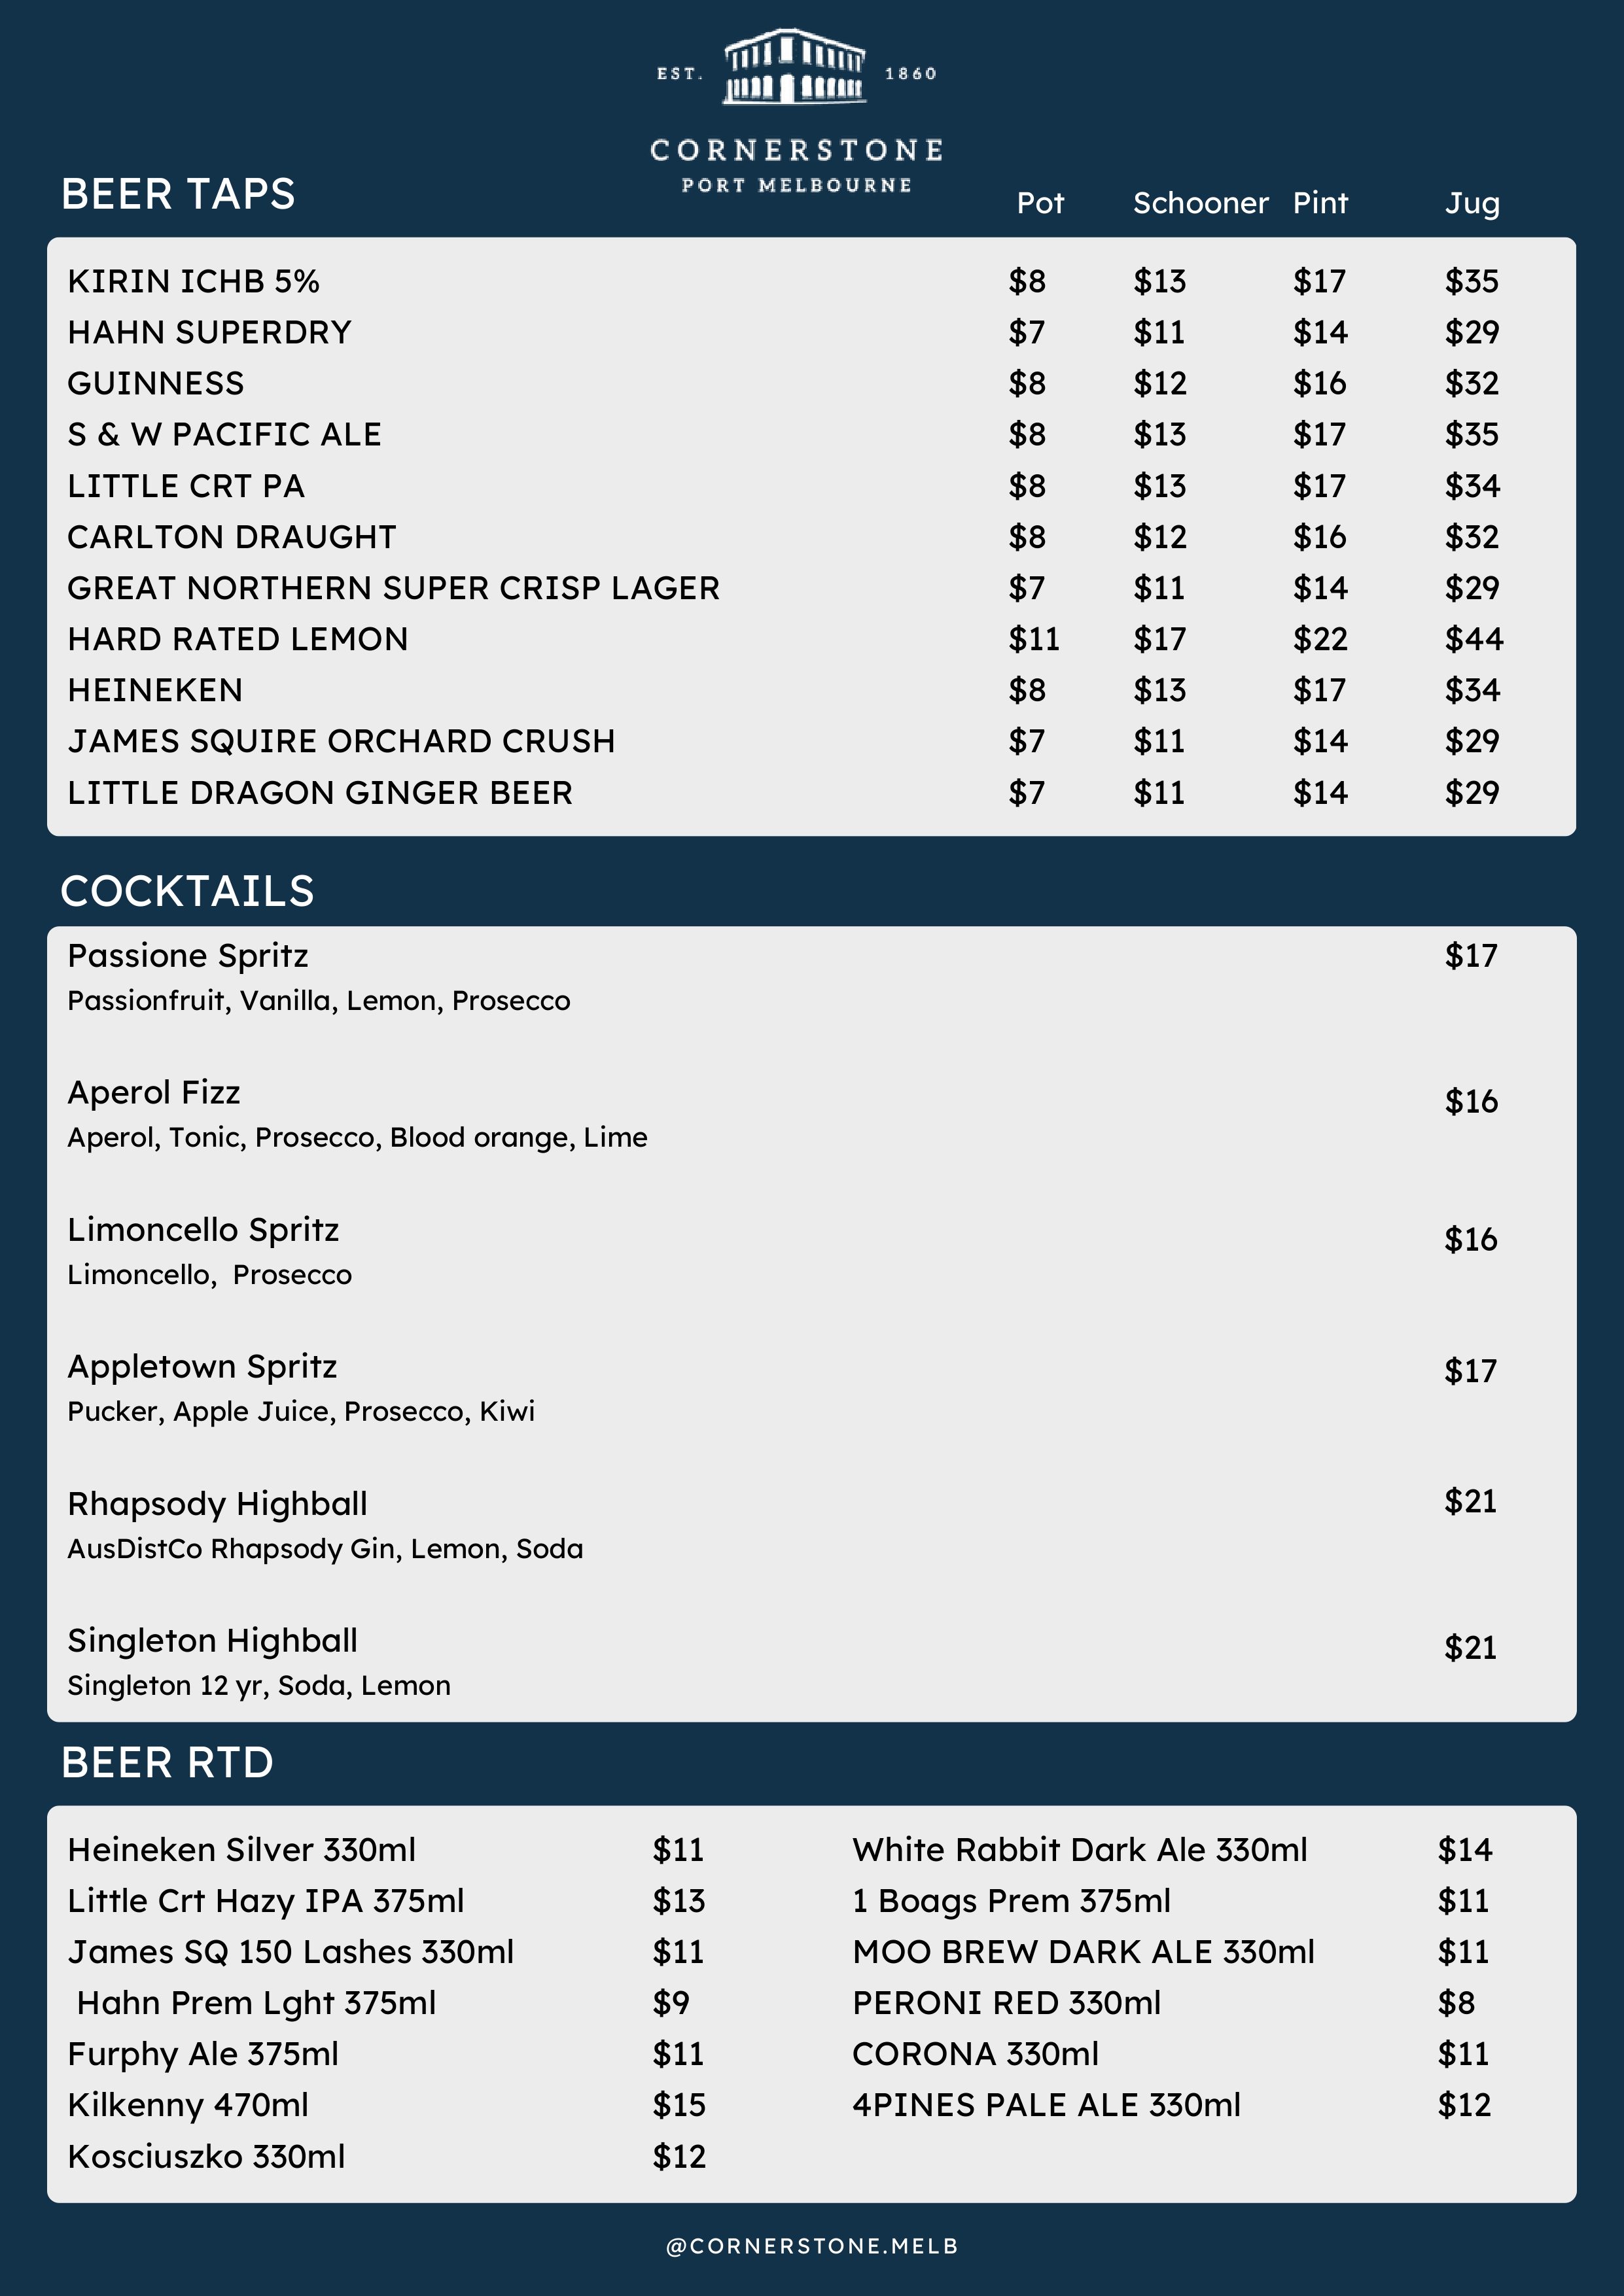 EST. 1860
CORNERSTONE
PORT MELBOURNE
BEER TAPS Pot Schooner Pint Jug
KIRIN ICHB 5% $8 $13 $17 $35
HAHN SUPERDRY $7 $11 $14 $29
GUINNESS $8 $12 $16 $32
S & W PACIFIC ALE $8 $13 $17 $35
LITTLE CRT PA $8 $13 $17 $34
CARLTON DRAUGHT $8 $12 $16 $32
GREAT NORTHERN SUPER CRISP LAGER $7 $11 $14 $29
HARD RATED LEMON $11 $17 $22 $44
HEINEKEN $8 $13 $17 $34
JAMES SQUIRE ORCHARD CRUSH $7 $11 $14 $29
LITTLE DRAGON GINGER BEER $7 $11 $14 $29
COCKTAILS
Passione Spritz $17
Passionfruit, Vanilla, Lemon, Prosecco
Aperol Fizz $16
Aperol, Tonic, Prosecco, Blood orange, Lime
Limoncello Spritz $16
Limoncello, Prosecco
Appletown Spritz $17
Pucker, Apple Juice, Prosecco, Kiwi
Rhapsody Highball $21
AusDistCo Rhapsody Gin, Lemon, Soda
Singleton Highball $21
Singleton 12 yr, Soda, Lemon
BEER RTD
Heineken Silver 330ml $11 White Rabbit Dark Ale 330ml $14
Little Crt Hazy IPA 375ml $13 1 Boags Prem 375ml $11
James SQ 150 Lashes 330ml $11 MOO BREW DARK ALE 330ml $11
Hahn Prem Lght 375ml $9 PERONI RED 330ml $8
Furphy Ale 375ml $11 CORONA 330ml $11
Kilkenny 470ml $15 4PINES PALE ALE 330ml $12
Kosciuszko 330ml $12
@CORNERSTONE.MELB